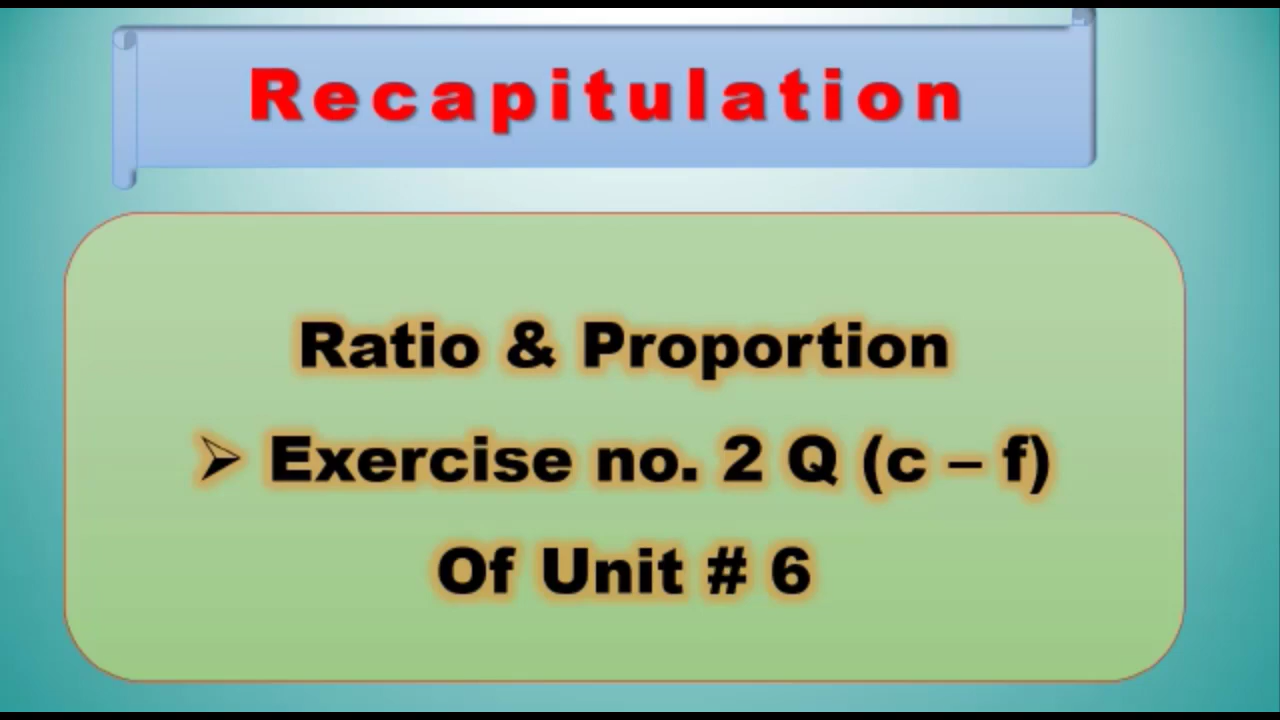 Recapitulation
Ratio & Proportion
➢ Exercise no. 2 Q (c – f)
Of Unit # 6